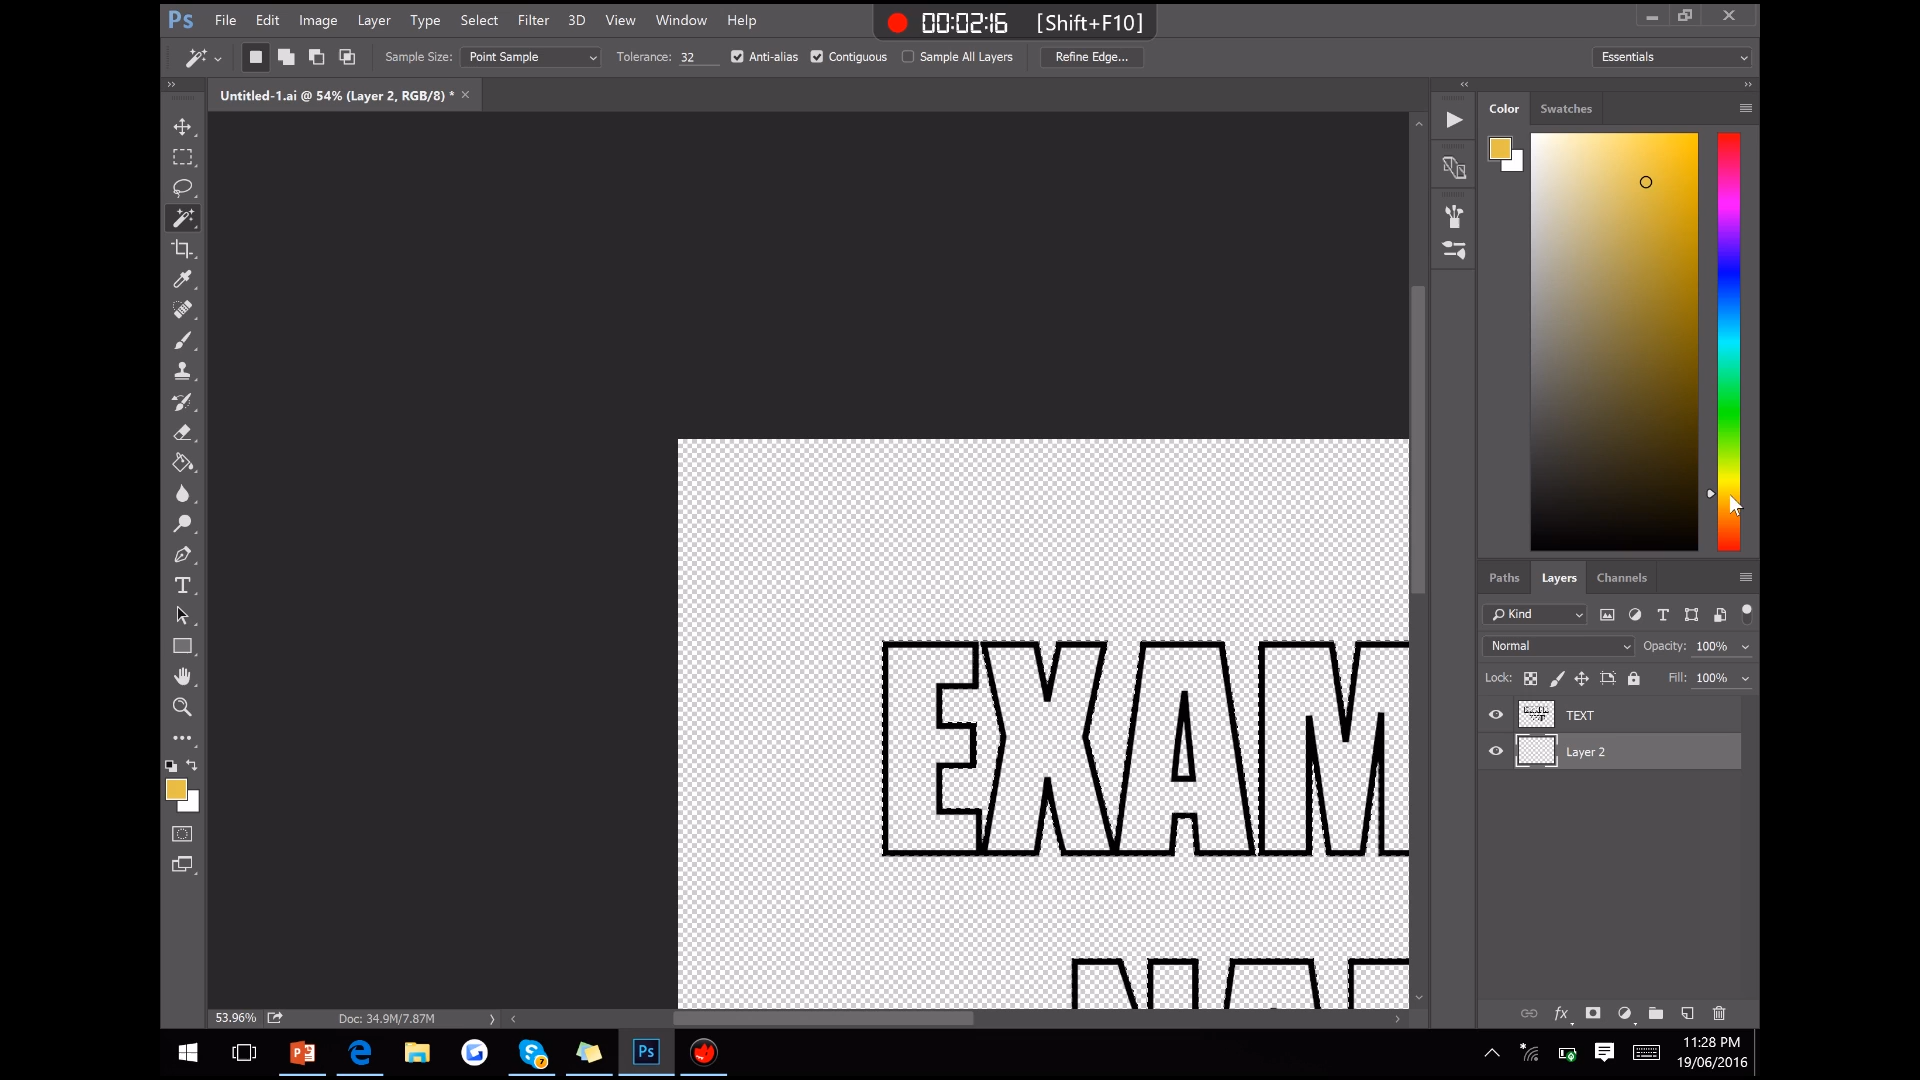 Ps File Edit Image Layer Type Select Filter 3D View Window Help
00:02:16 [Shift+F10]
Sample Size: Point Sample Tolerance: 32 Anti-alias Contiguous Sample All Layers Refine Edge... Essentials
Untitled-1.ai @ 54% (Layer 2, RGB/8) *
Color Swatches
Paths Layers Channels
Kind
Normal Opacity: 100%
Lock: Fill: 100%
TEXT
Layer 2
EXAM
53.96% Doc: 34.9M/7.87M
7
Ps
11:28 PM
19/06/2016